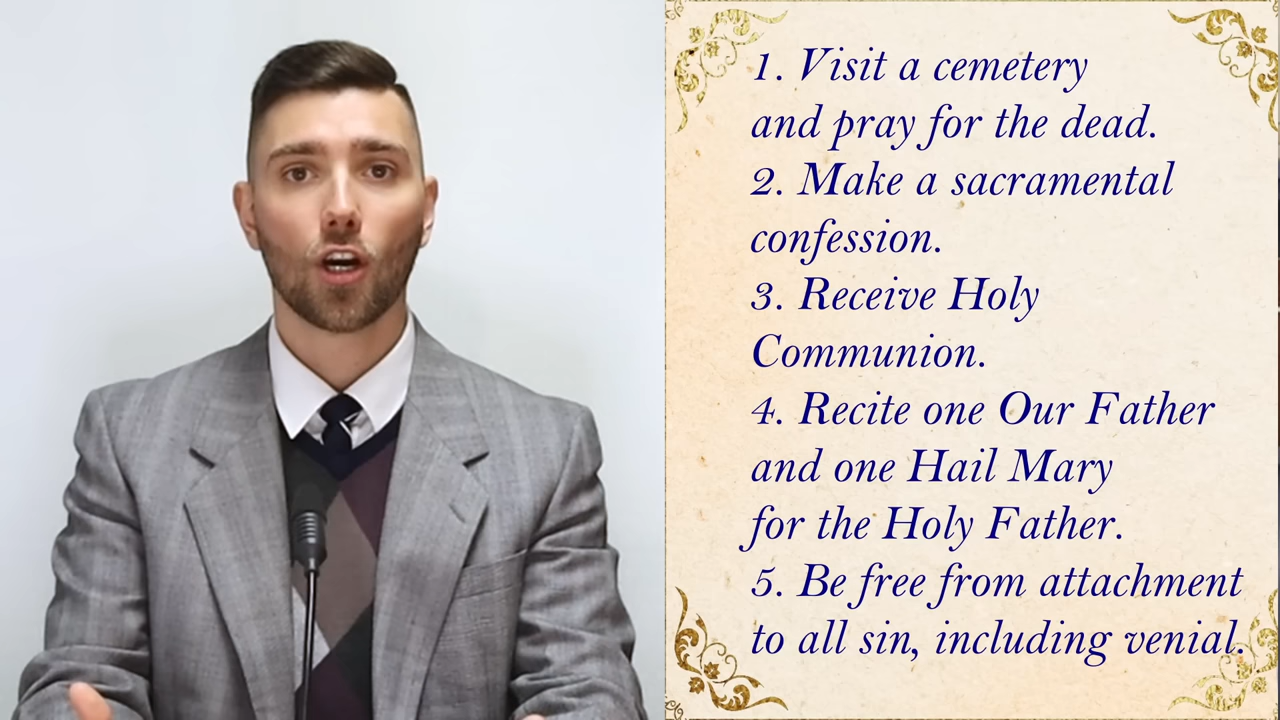 1. Visit a cemetery
and pray for the dead.
2. Make a sacramental
confession.
3. Receive Holy
Communion.
4. Recite one Our Father
and one Hail Mary
for the Holy Father.
5. Be free from attachment
to all sin, including venial.